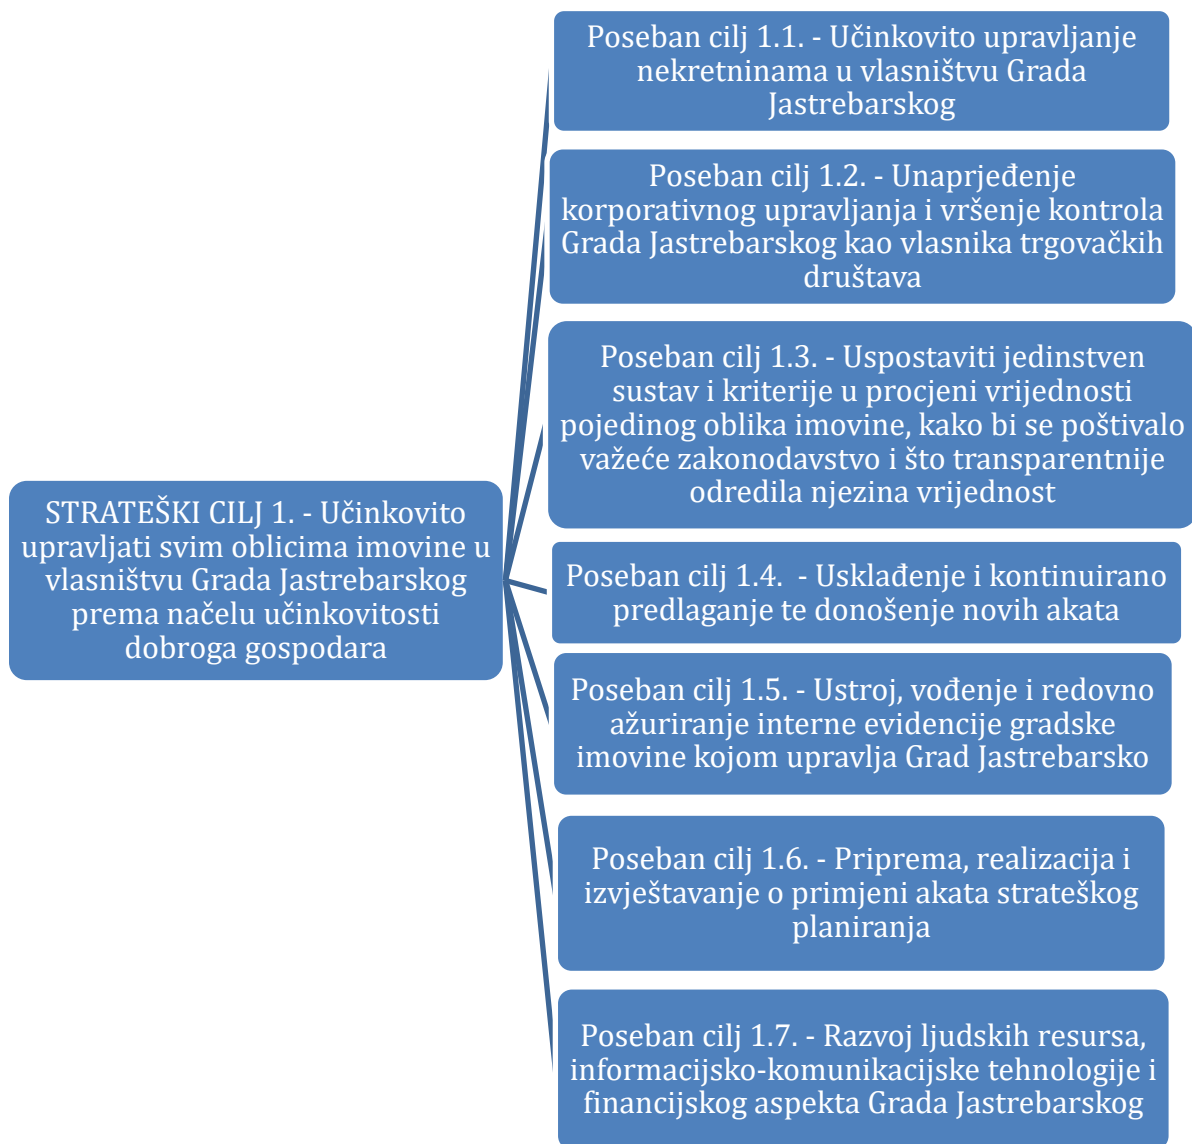 STRATEŠKI CILJ 1. - Učinkovito
upravljati svim oblicima imovine u
vlasništvu Grada Jastrebarskog
prema načelu učinkovitosti
dobroga gospodara
Poseban cilj 1.1. - Učinkovito upravljanje
nekretninama u vlasništvu Grada
Jastrebarskog
Poseban cilj 1.2. - Unaprjeđenje
korporativnog upravljanja i vršenje kontrola
Grada Jastrebarskog kao vlasnika trgovačkih
društava
Poseban cilj 1.3. - Uspostaviti jedinstven
sustav i kriterije u procjeni vrijednosti
pojedinog oblika imovine, kako bi se poštivalo
važeće zakonodavstvo i što transparentnije
odredila njezina vrijednost
Poseban cilj 1.4. - Usklađenje i kontinuirano
predlaganje te donošenje novih akata
Poseban cilj 1.5. - Ustroj, vođenje i redovno
ažuriranje interne evidencije gradske
imovine kojom upravlja Grad Jastrebarsko
Poseban cilj 1.6. - Priprema, realizacija i
izvještavanje o primjeni akata strateškog
planiranja
Poseban cilj 1.7. - Razvoj ljudskih resursa,
informacijsko-komunikacijske tehnologije i
financijskog aspekta Grada Jastrebarskog